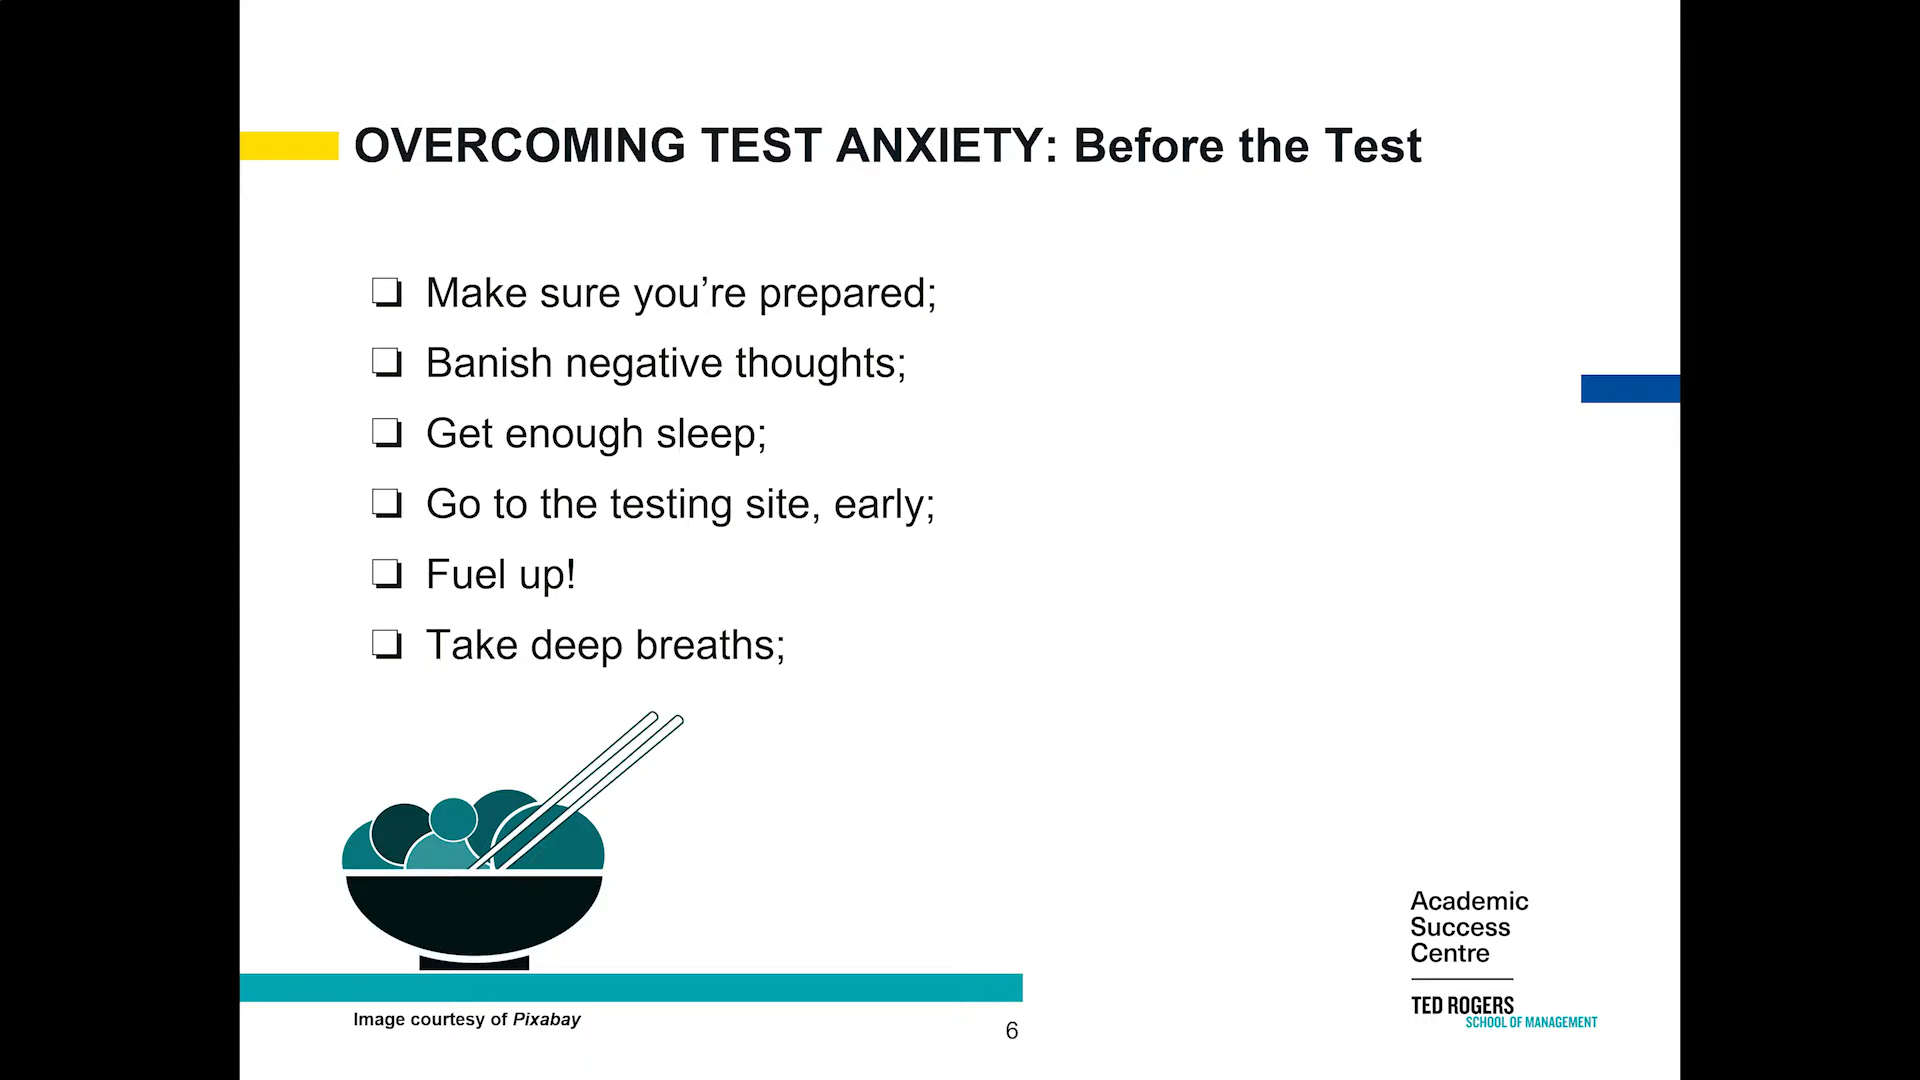 OVERCOMING TEST ANXIETY: Before the Test
Make sure you’re prepared;
Banish negative thoughts;
Get enough sleep;
Go to the testing site, early;
Fuel up!
Take deep breaths;
Image courtesy of Pixabay
6
Academic
Success
Centre
TED ROGERS
SCHOOL OF MANAGEMENT